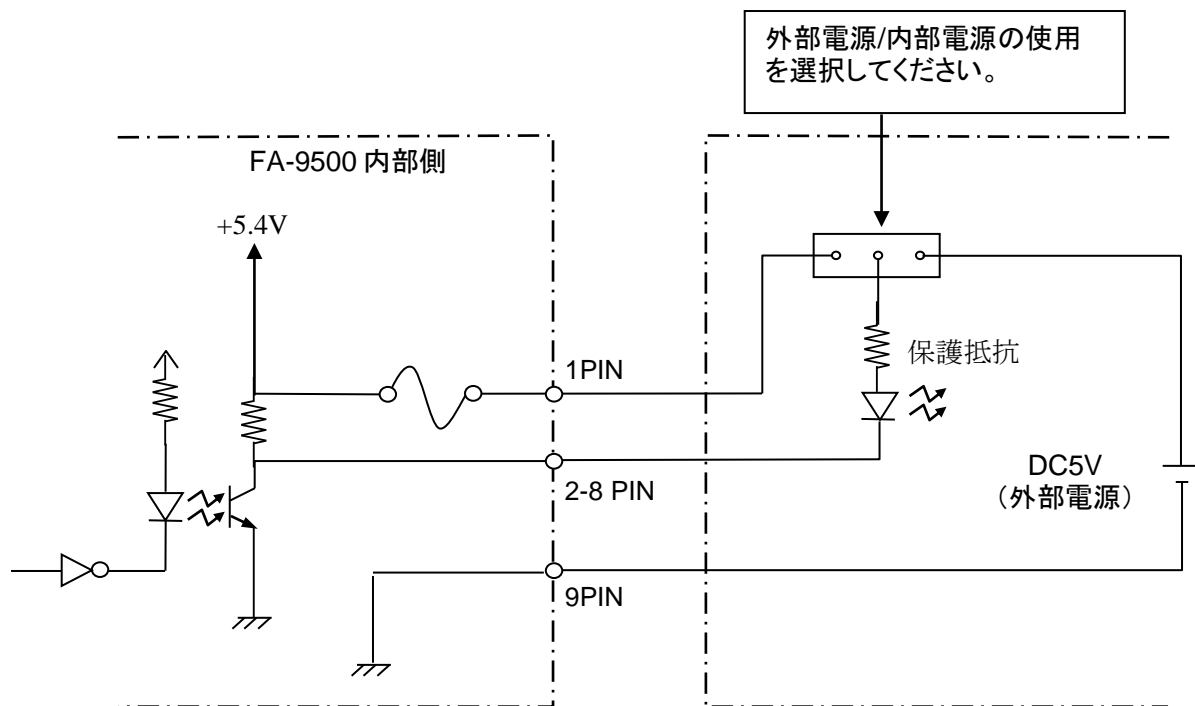 外部電源/内部電源の使用
を選択してください。
FA-9500 内部側
+5.4V
保護抵抗
1PIN
2-8 PIN
DC5V
（外部電源）
9PIN